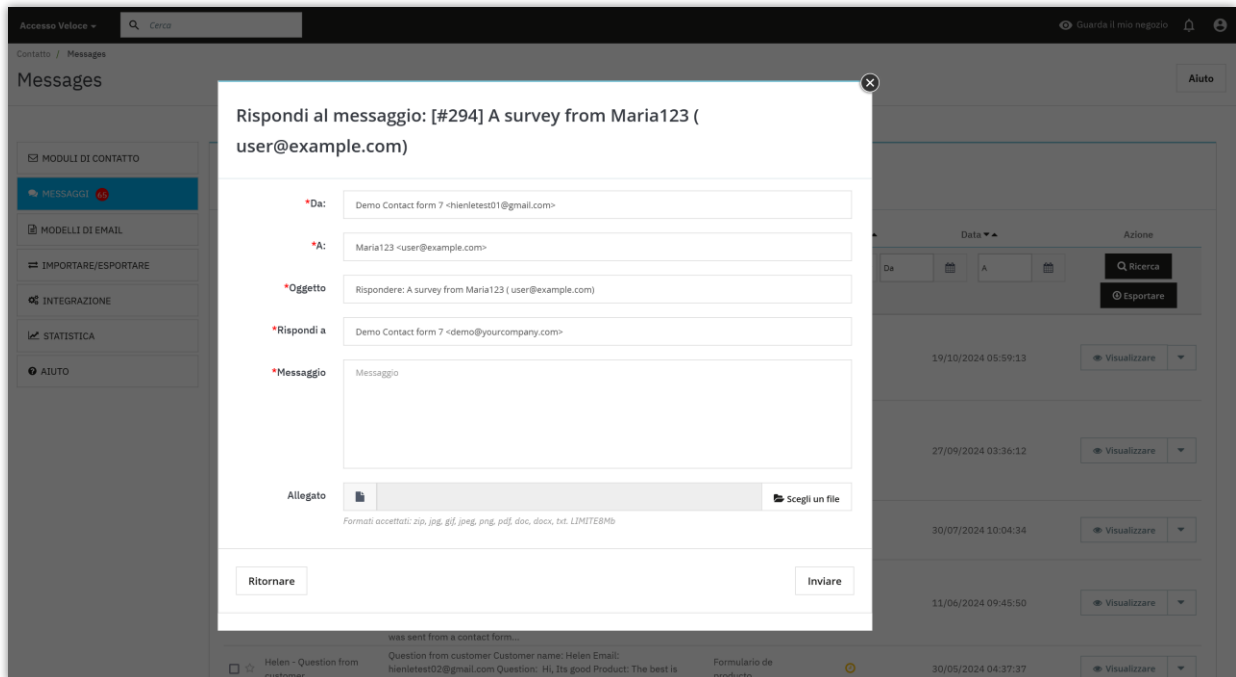 Accesso Veloce
Cerca
Guarda il mio negozio
Contatto / Messages
Messages
Aiuto
Rispondi al messaggio: [#294] A survey from Maria123 (
user@example.com)
MODULI DI CONTATTO
MESSAGGI 65
MODELLI DI EMAIL
IMPORTARE/ESPORTARE
INTEGRAZIONE
STATISTICA
AIUTO
*Da:
Demo Contact form 7 <hienletest01@gmail.com>
*A:
Maria123 <user@example.com>
*Oggetto
Rispondere: A survey from Maria123 ( user@example.com)
*Rispondi a
Demo Contact form 7 <demo@yourcompany.com>
*Messaggio
Messaggio
Allegato
Scegli un file
Formati accettati: zip, jpg, gif, jpeg, png, pdf, doc, docx, txt. LIMITE8Mb
Ritornare
Inviare
Data
Azione
Da
A
Ricerca
Esportare
19/10/2024 05:59:13
Visualizzare
27/09/2024 03:36:12
Visualizzare
30/07/2024 10:04:34
Visualizzare
11/06/2024 09:45:50
Visualizzare
was sent from a contact form...
Helen - Question from
customer
Question from customer Customer name: Helen Email:
hienletest02@gmail.com Question: Hi, Its good Product: The best is
Formulario de
producto
30/05/2024 04:37:37
Visualizzare